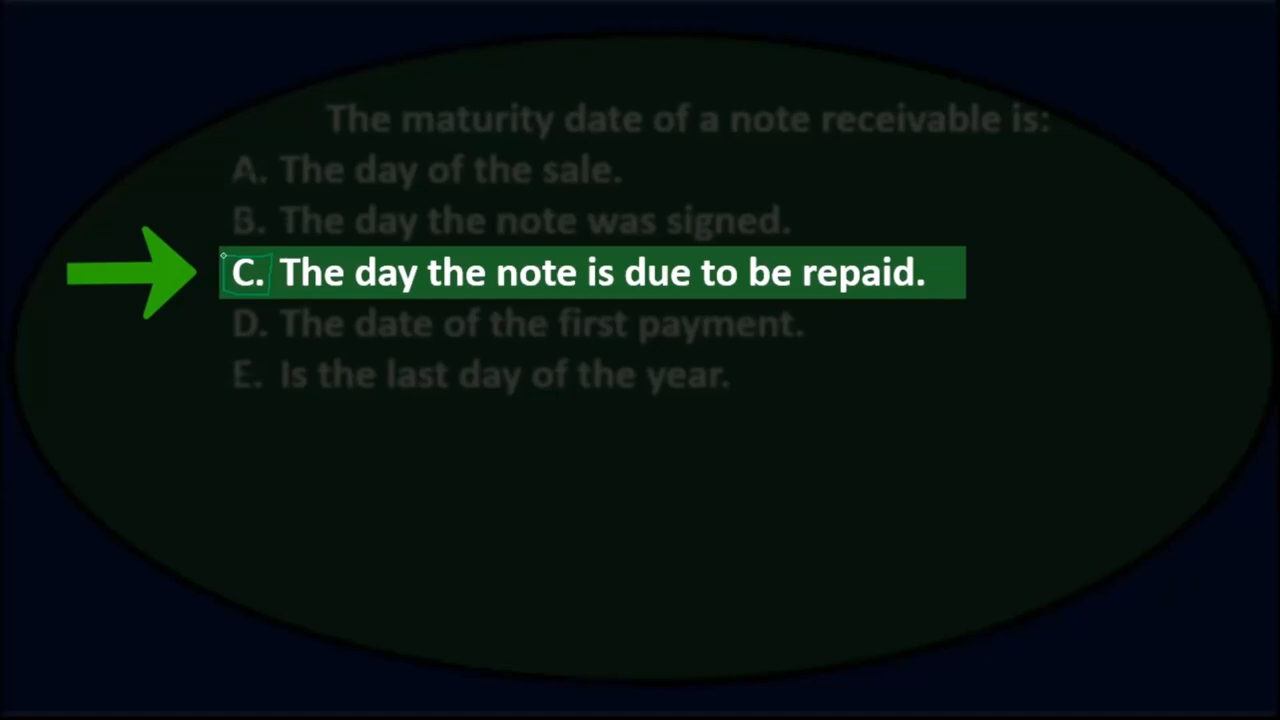 The maturity date of a note receivable is:
A. The day of the sale.
B. The day the note was signed.
C. The day the note is due to be repaid.
D. The date of the first payment.
E. Is the last day of the year.